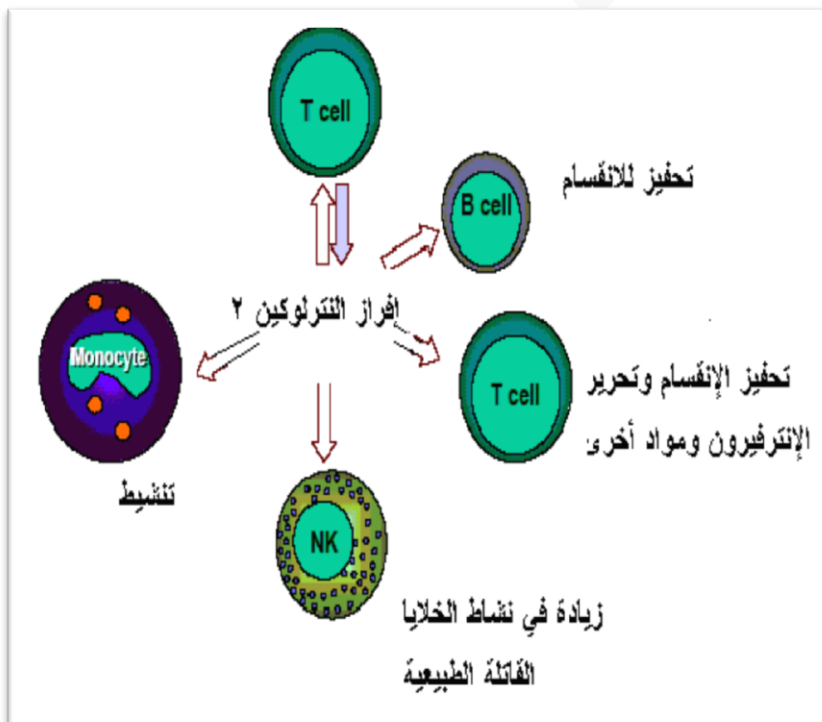 T cell
B cell
تحفيز للانقسام
إفراز النترلوكين ٢
Monocyte
تنشيط
T cell
تحفيز الإنقسام وتحرير
الإنترفيرون ومواد أخرى
NK
زيادة في نشاط الخلايا
القاتلة الطبيعية